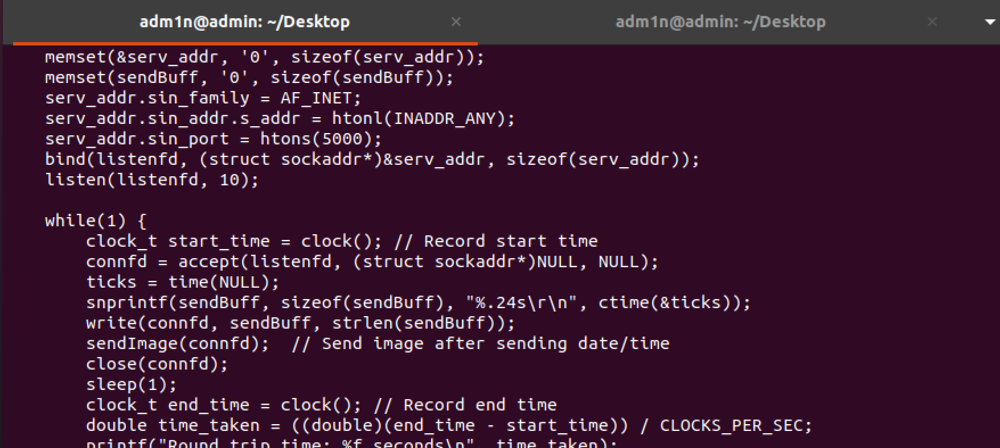 adm1n@admin: ~/Desktop × adm1n@admin: ~/Desktop ×
memset(&serv_addr, '0', sizeof(serv_addr));
memset(sendBuff, '0', sizeof(sendBuff));
serv_addr.sin_family = AF_INET;
serv_addr.sin_addr.s_addr = htonl(INADDR_ANY);
serv_addr.sin_port = htons(5000);
bind(listenfd, (struct sockaddr*)&serv_addr, sizeof(serv_addr));
listen(listenfd, 10);
while(1) {
clock_t start_time = clock(); // Record start time
connfd = accept(listenfd, (struct sockaddr*)NULL, NULL);
ticks = time(NULL);
snprintf(sendBuff, sizeof(sendBuff), "%.24s\r\n", ctime(&ticks));
write(connfd, sendBuff, strlen(sendBuff));
sendImage(connfd);  // Send image after sending date/time
close(connfd);
sleep(1);
clock_t end_time = clock(); // Record end time
double time_taken = ((double)(end_time - start_time)) / CLOCKS_PER_SEC;
printf("Round trip time: %f seconds\n", time_taken);